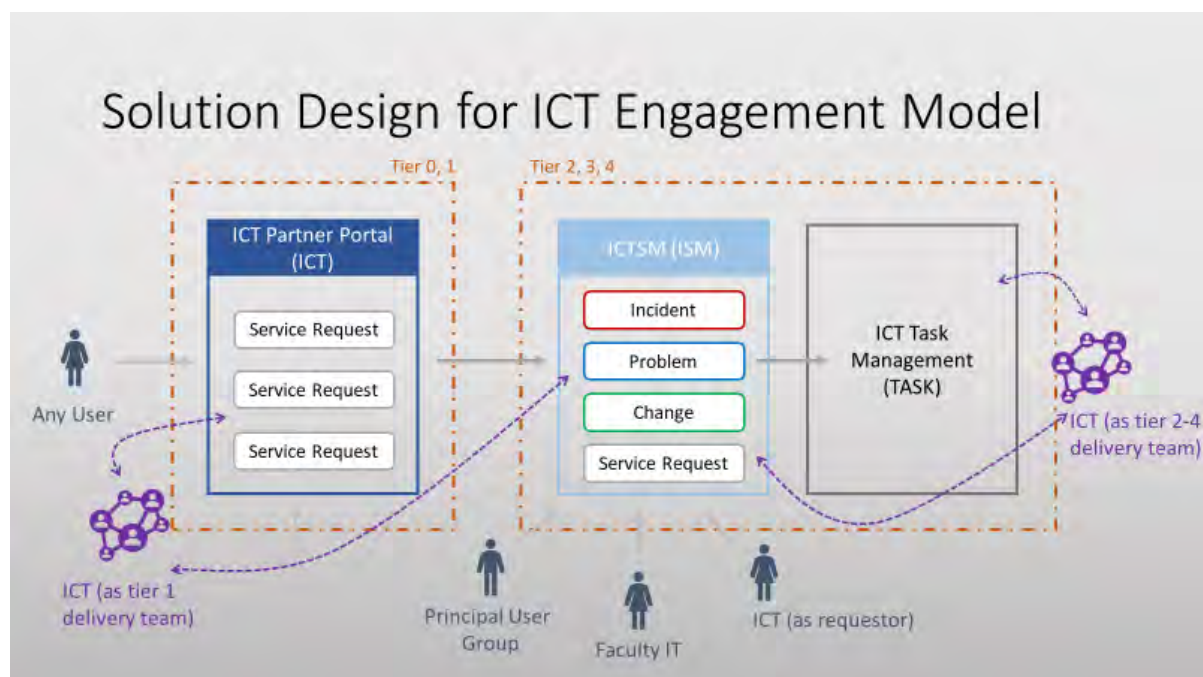 Solution Design for ICT Engagement Model
Tier 0, 1
Tier 2, 3, 4
ICT Partner Portal
(ICT)
Service Request
Service Request
Service Request
ICTSM (ISM)
Incident
Problem
Change
Service Request
ICT Task
Management
(TASK)
Any User
ICT (as tier 1
delivery team)
Principal User
Group
Faculty IT
ICT (as requestor)
ICT (as tier 2-4
delivery team)